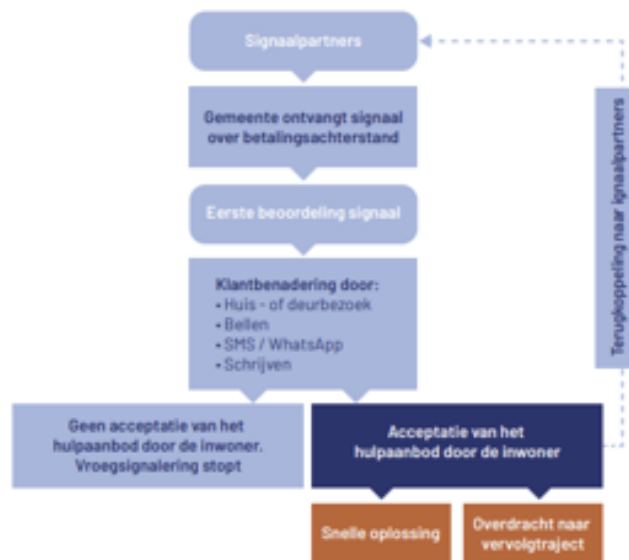 Signaalpartners
Gemeente ontvangt signaal
over betalingsachterstand
Eerste beoordeling signaal
Klantbenadering door:
• Huis - of deurbezoek
• Bellen
• SMS / WhatsApp
• Schrijven
Geen acceptatie van het
hulpaanbod door de inwoner.
Vroegsignalering stopt
Acceptatie van het
hulpaanbod door de inwoner
Snelle oplossing
Overdracht naar
vervolgtraject
Terugkoppeling naar ignaalpartners